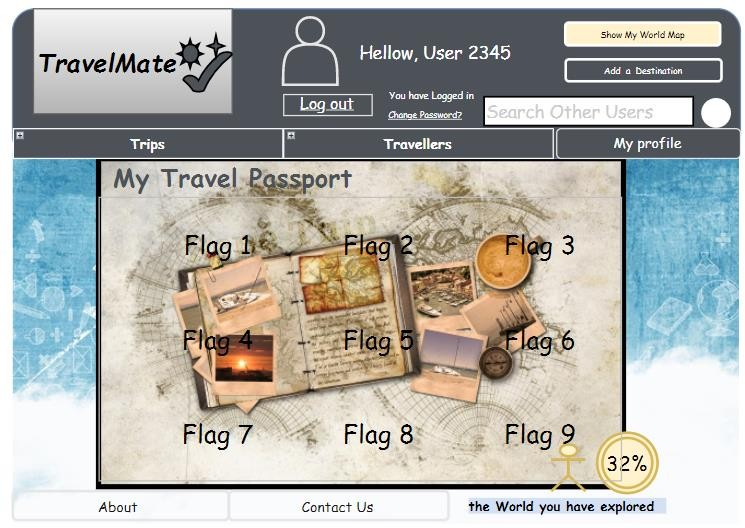 TravelMate
Hellow, User 2345
Show My World Map
Add a Destination
Log out
You have Logged in
Change Password?
Search Other Users
Trips
Travellers
My profile
My Travel Passport
Flag 1
Flag 2
Flag 3
Flag 4
Flag 5
Flag 6
Flag 7
Flag 8
Flag 9
32%
About
Contact Us
the World you have explored